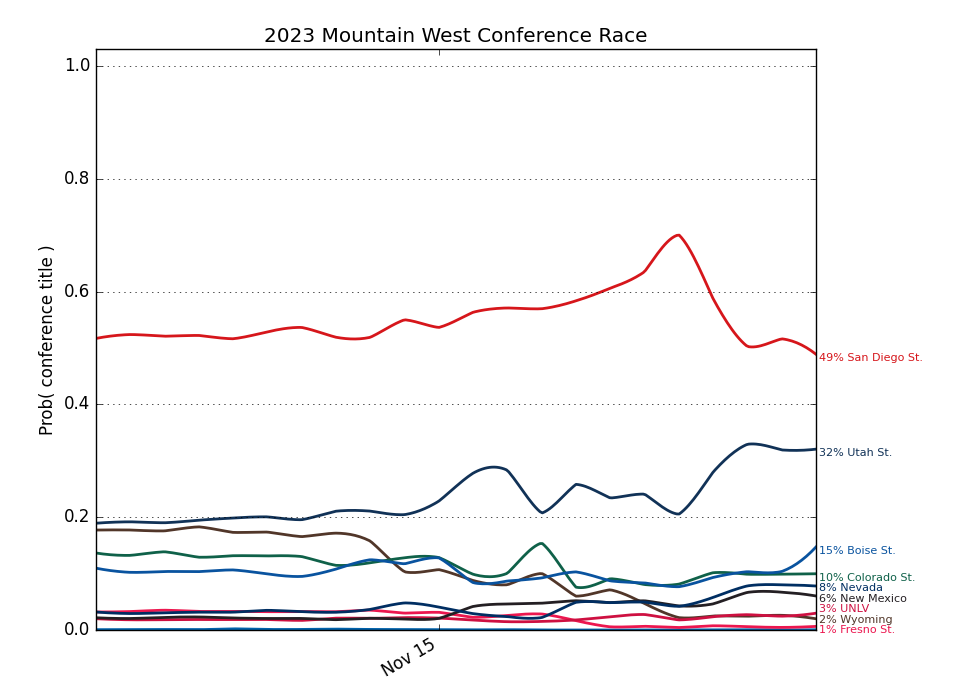 2023 Mountain West Conference Race
1.0
0.8
0.6
0.4
0.2
0.0
Prob( conference title )
Nov 15
49% San Diego St.
32% Utah St.
15% Boise St.
10% Colorado St.
8% Nevada
6% New Mexico
3% UNLV
2% Wyoming
1% Fresno St.